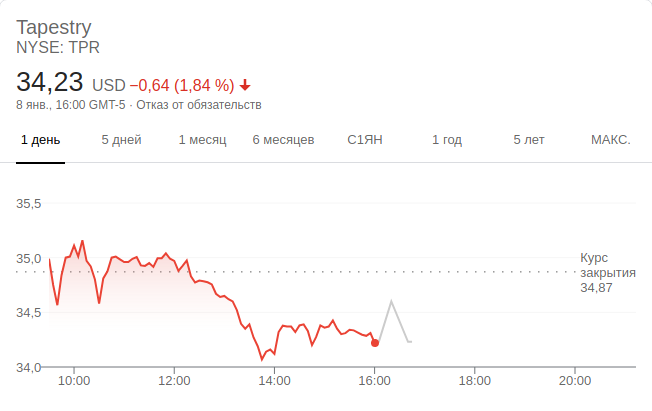 Tapestry
NYSE: TPR
34,23 USD −0,64 (1,84 %)
8 янв., 16:00 GMT-5 · Отказ от обязательств
1 день 5 дней 1 месяц 6 месяцев С1ЯН 1 год 5 лет МАКС.
35,5
35,0
34,5
34,0
Курс
закрытия
34,87
10:00 12:00 14:00 16:00 18:00 20:00